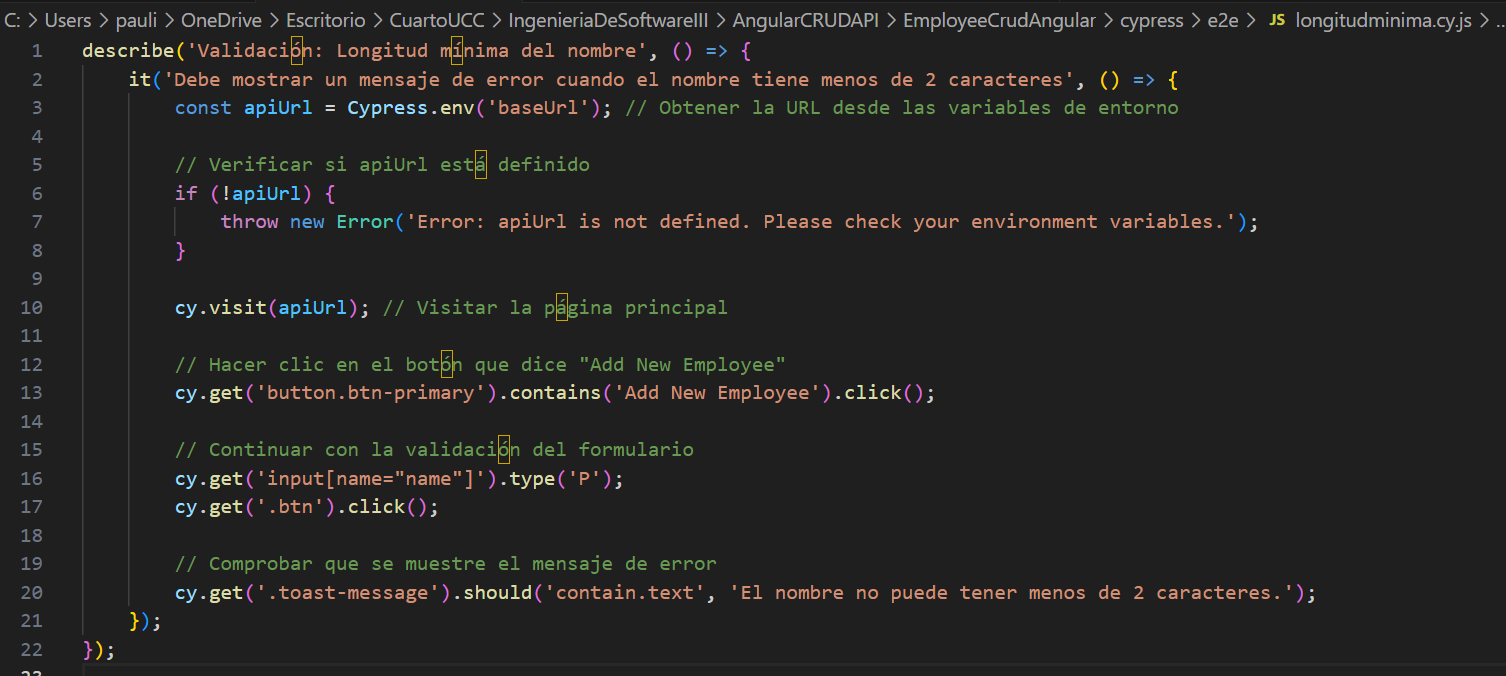 C: > Users > pauli > OneDrive > Escritorio > CuartoUCC > IngenieriaDeSoftwareIII > AngularCRUDAPI > EmployeeCrudAngular > cypress > e2e > JS longitudminima.cy.js > ...
1 describe('Validación: Longitud mínima del nombre', () => {
2 it('Debe mostrar un mensaje de error cuando el nombre tiene menos de 2 caracteres', () => {
3 const apiUrl = Cypress.env('baseUrl'); // Obtener la URL desde las variables de entorno
4
5 // Verificar si apiUrl está definido
6 if (!apiUrl) {
7 throw new Error('Error: apiUrl is not defined. Please check your environment variables.');
8 }
9
10 cy.visit(apiUrl); // Visitar la página principal
11
12 // Hacer clic en el botón que dice "Add New Employee"
13 cy.get('button.btn-primary').contains('Add New Employee').click();
14
15 // Continuar con la validación del formulario
16 cy.get('input[name="name"]').type('P');
17 cy.get('.btn').click();
18
19 // Comprobar que se muestre el mensaje de error
20 cy.get('.toast-message').should('contain.text', 'El nombre no puede tener menos de 2 caracteres.');
21 });
22 });
23